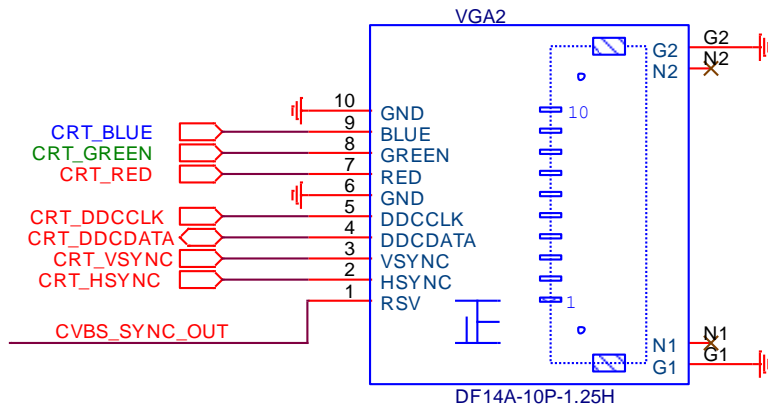 VGA2
G2
G2
N2
N2
10
GND
10
CRT_BLUE
9
BLUE
CRT_GREEN
8
GREEN
CRT_RED
7
RED
6
GND
CRT_DDCCLK
5
DDCCLK
CRT_DDCDATA
4
DDCDATA
CRT_VSYNC
3
VSYNC
CRT_HSYNC
2
HSYNC
1
RSV
1
CVBS_SYNC_OUT
N1
N1
G1
G1
DF14A-10P-1.25H